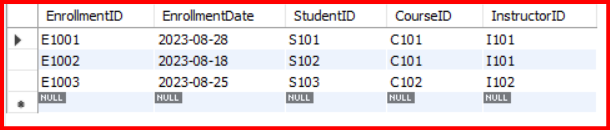 EnrollmentID EnrollmentDate StudentID CourseID InstructorID
E1001 2023-08-28 S101 C101 I101
E1002 2023-08-18 S102 C101 I101
E1003 2023-08-25 S103 C102 I102
NULL NULL NULL NULL NULL